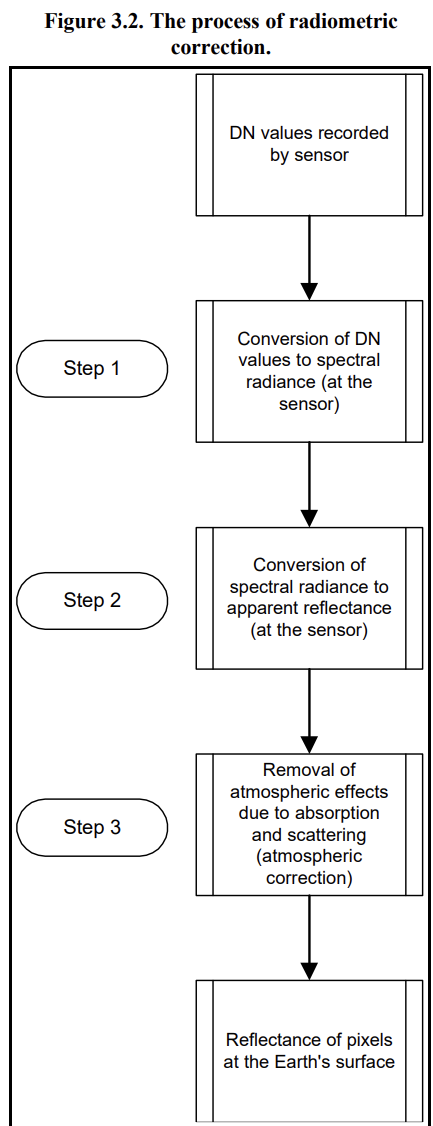 Figure 3.2. The process of radiometric
correction.
DN values recorded
by sensor
Step 1
Conversion of DN
values to spectral
radiance (at the
sensor)
Step 2
Conversion of
spectral radiance to
apparent reflectance
(at the sensor)
Step 3
Removal of
atmospheric effects
due to absorption
and scattering
(atmospheric
correction)
Reflectance of pixels
at the Earth's surface